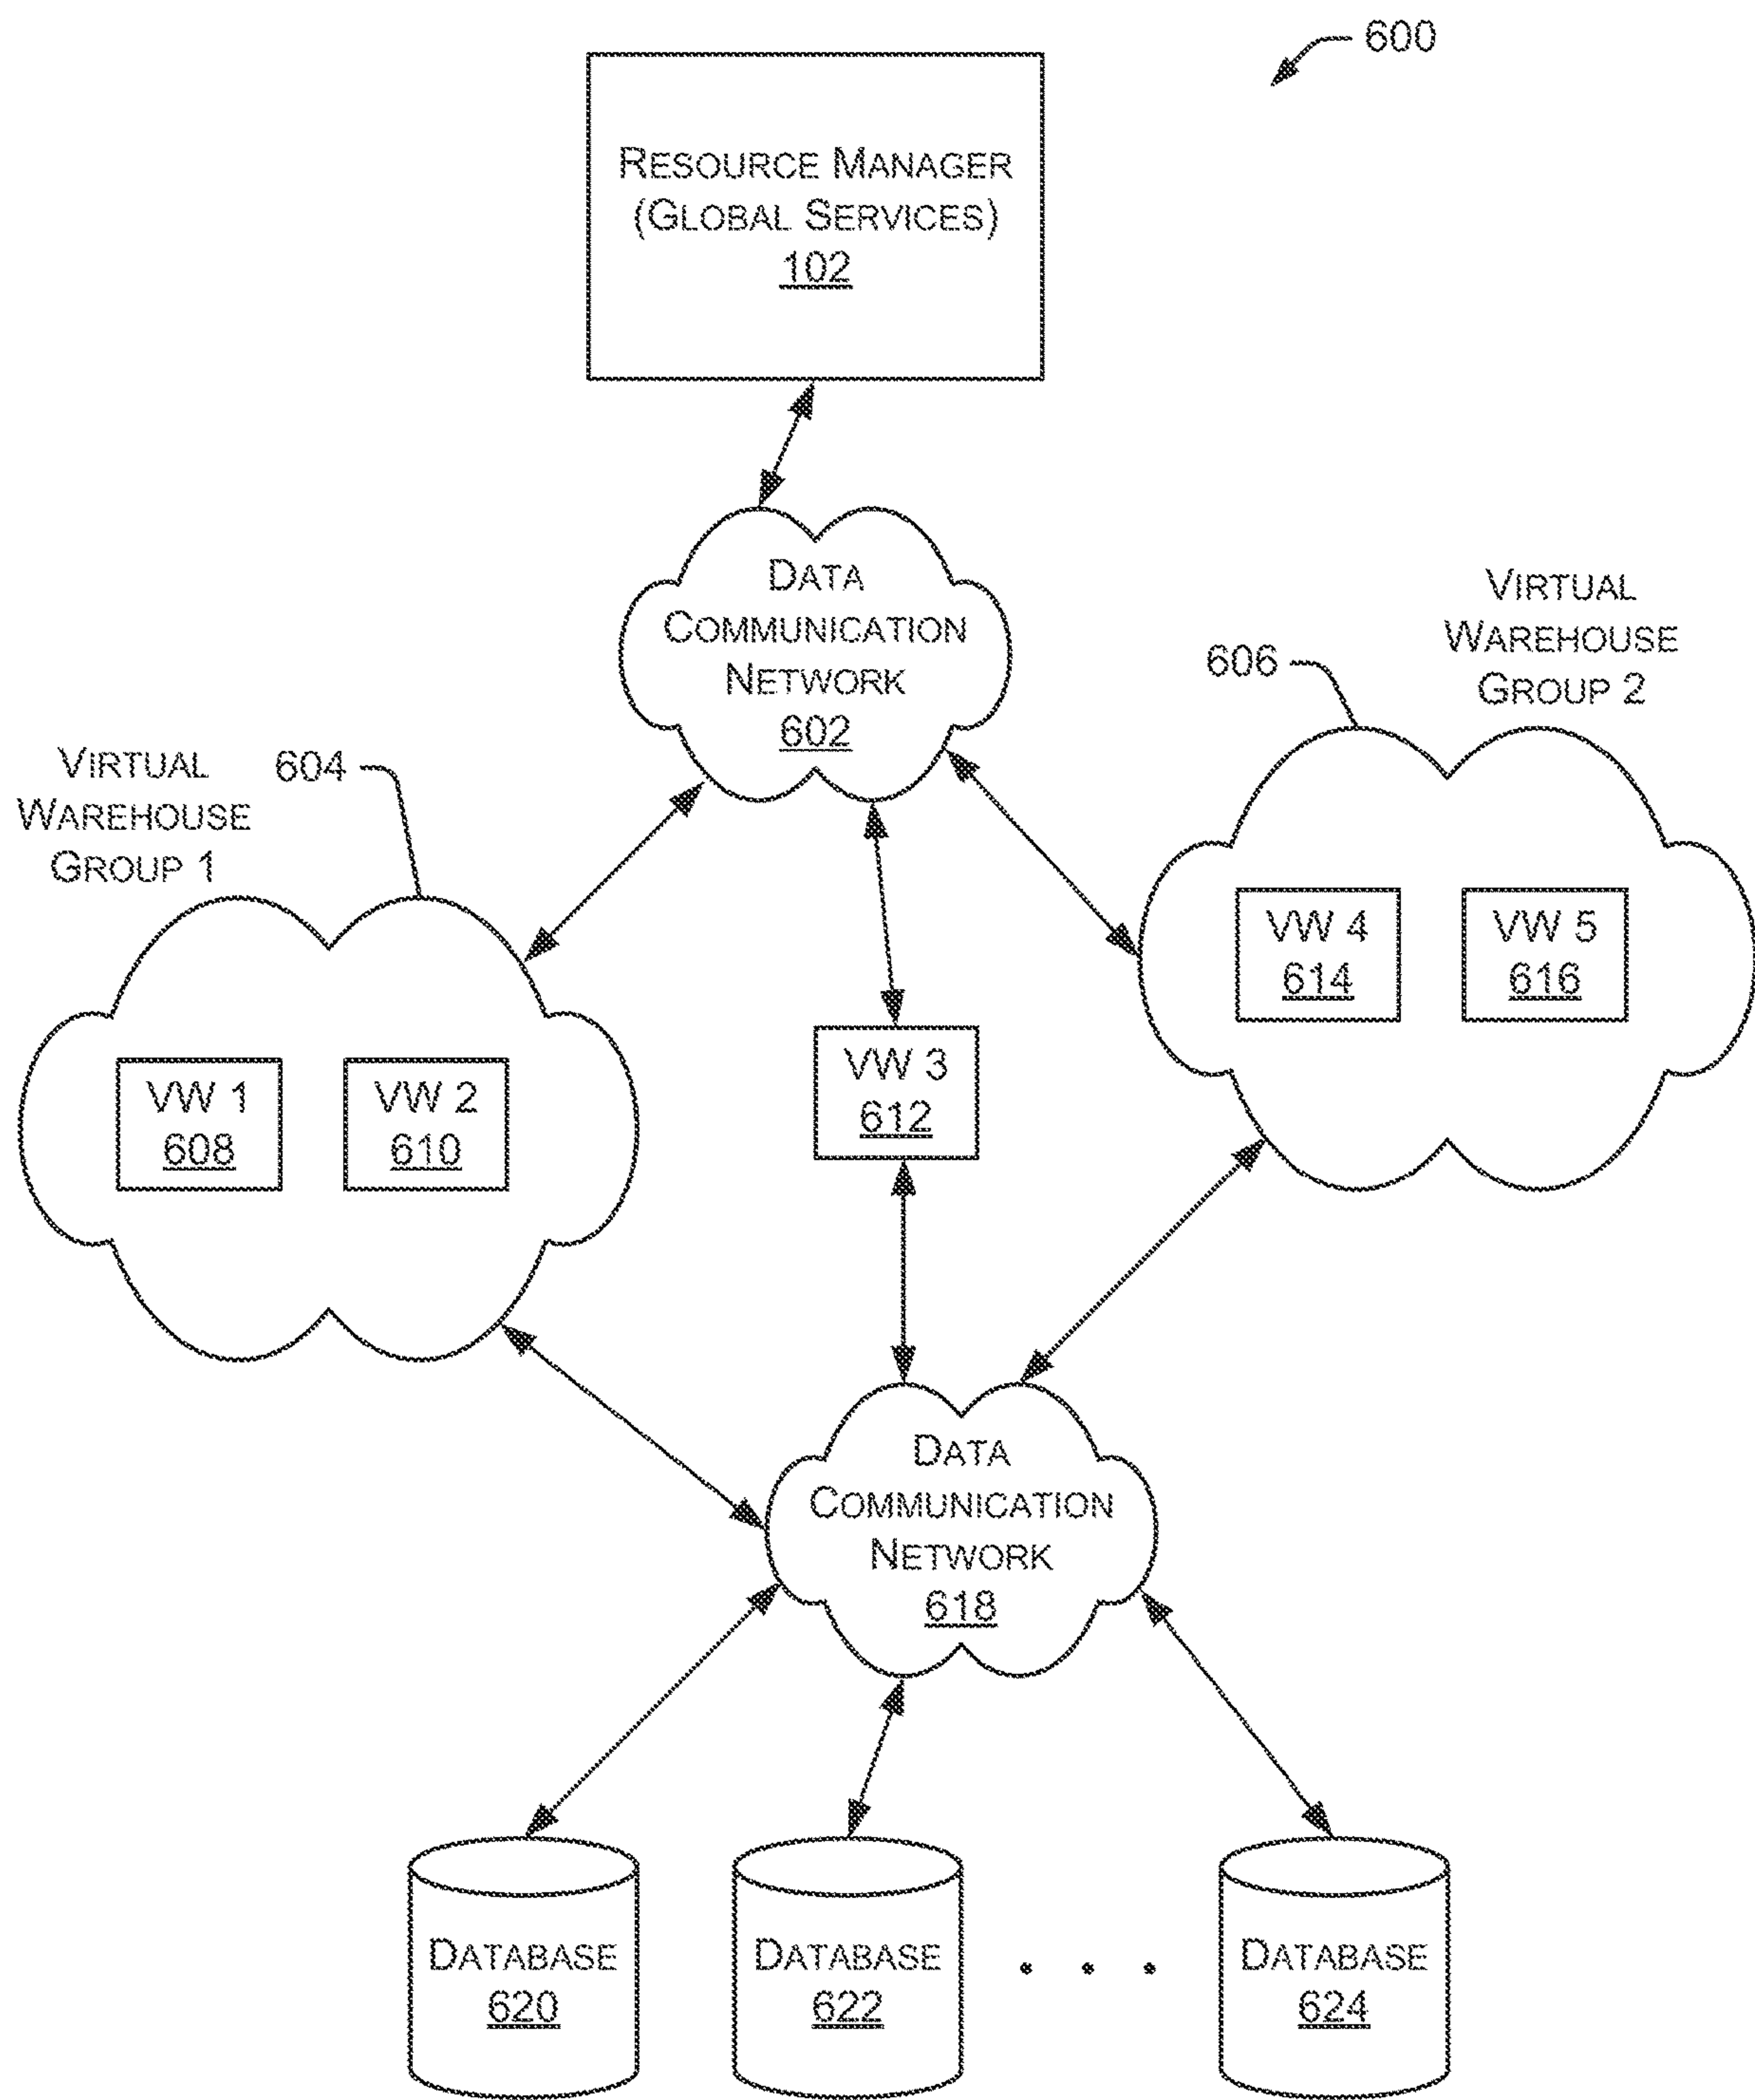 600
RESOURCE MANAGER
(GLOBAL SERVICES)
102
DATA
COMMUNICATION
NETWORK
602
VIRTUAL
WAREHOUSE
GROUP 2
606
VIRTUAL
WAREHOUSE
GROUP 1
604
VW 4
614
VW 5
616
VW 1
608
VW 2
610
VW 3
612
DATA
COMMUNICATION
NETWORK
618
DATABASE
620
DATABASE
622
. . .
DATABASE
624